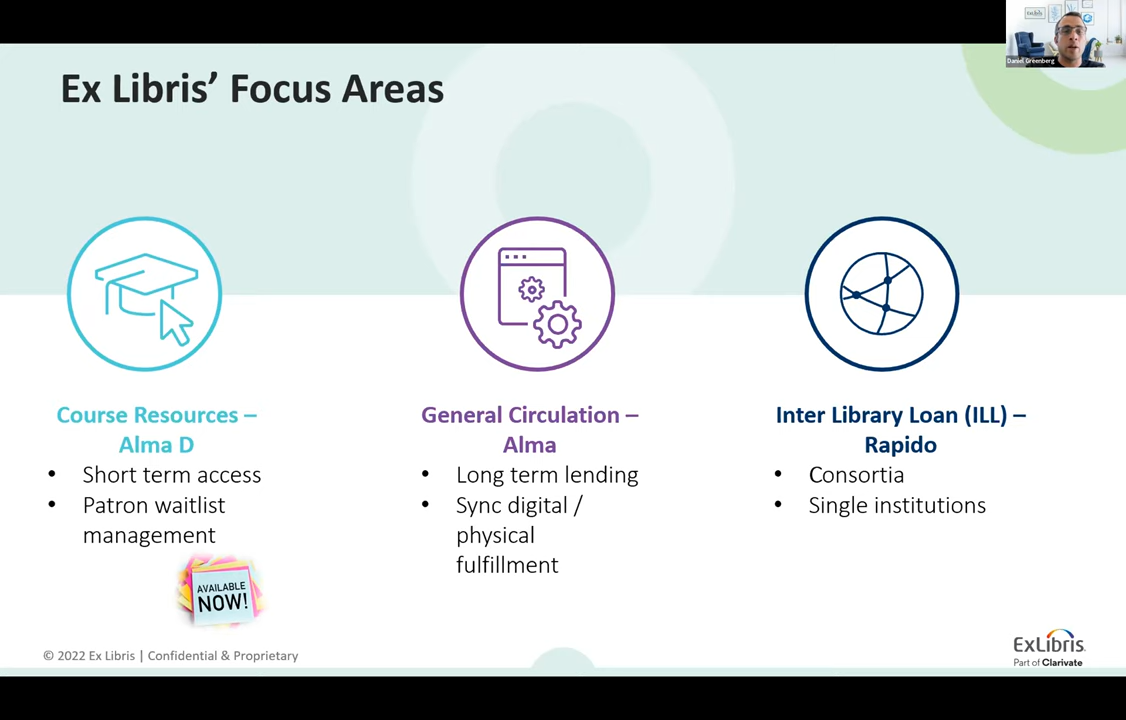 Daniel Greenberg
Ex Libris’ Focus Areas
Course Resources –
Alma D
• Short term access
• Patron waitlist
management
AVAILABLE
NOW!
General Circulation –
Alma
• Long term lending
• Sync digital /
physical
fulfillment
Inter Library Loan (ILL) –
Rapido
• Consortia
• Single institutions
© 2022 Ex Libris | Confidential & Proprietary
ExLibris
Part of Clarivate